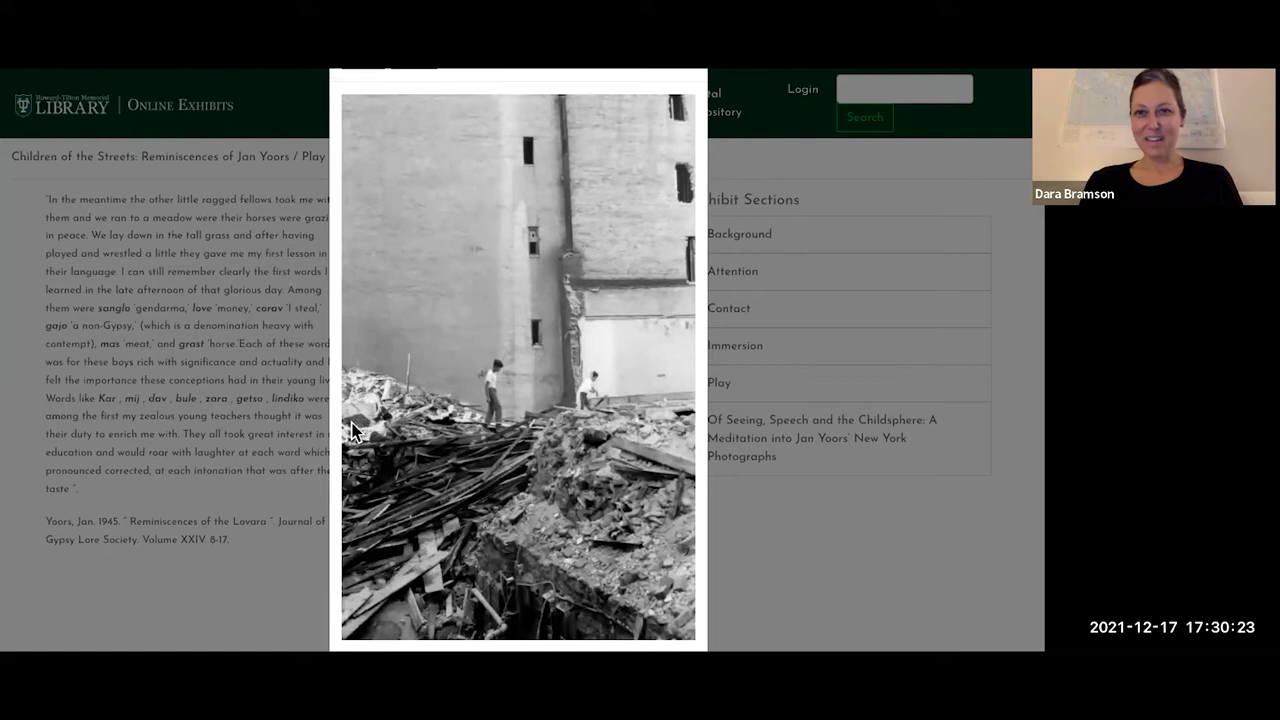 Howard-Tilton Memorial
LIBRARY | ONLINE EXHIBITS
tal
pository
Login
Search
Children of the Streets: Reminiscences of Jan Yoors / Play
"In the meantime the other little ragged fellows took me wit
them and we ran to a meadow were their horses were grazi
in peace. We lay down in the tall grass and after having
played and wrestled a little they gave me my first lesson in
their language. I can still remember clearly the first words I
learned in the late afternoon of that glorious day. Among
them were sanglo 'gendarma,' love 'money,' corav 'I steal,'
gajo 'a non-Gypsy,' (which is a denomination heavy with
contempt), mas 'meat,' and grast 'horse.'Each of these word
was for these boys rich with significance and actuality and I
felt the importance these conceptions had in their young liv
Words like Kar , mij , dav , bule , zara , getso , lindiko were
among the first my zealous young teachers thought it was
their duty to enrich me with. They all took great interest in
education and would roar with laughter at each word which
pronounced corrected, at each intonation that was after the
taste ".
Yoors, Jan. 1945. " Reminiscences of the Lovara ". Journal of
Gypsy Lore Society. Volume XXIV. 8-17.
hibit Sections
Background
Attention
Contact
Immersion
Play
Of Seeing, Speech and the Childsphere: A
Meditation into Jan Yoors' New York
Photographs
Dara Bramson
2021-12-17 17:30:23